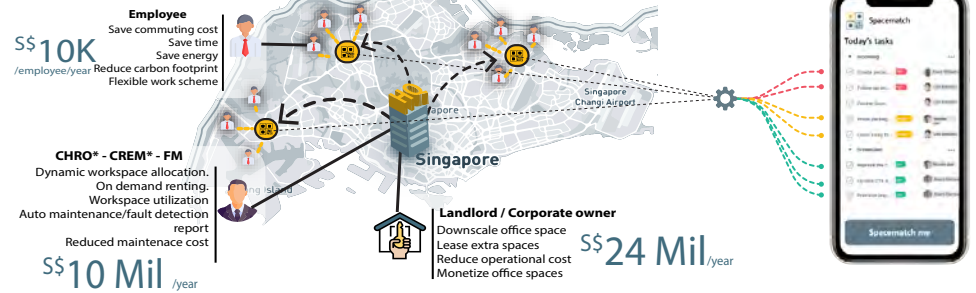 Employee
Save commuting cost
Save time
Save energy
Reduce carbon footprint
Flexible work scheme
S$10K
/employee/year
CHRO* - CREM* - FM
Dynamic workspace allocation.
On demand renting.
Workspace utilization
Auto maintenance/fault detection
report
Reduced maintenace cost
S$10 Mil /year
Singapore
Singapore
Changi Airport
Landlord / Corporate owner
Downscale office space
Lease extra spaces
Reduce operational cost
Monetize office spaces
S$24 Mil/year
Spacematch
Today's tasks
Spacematch me